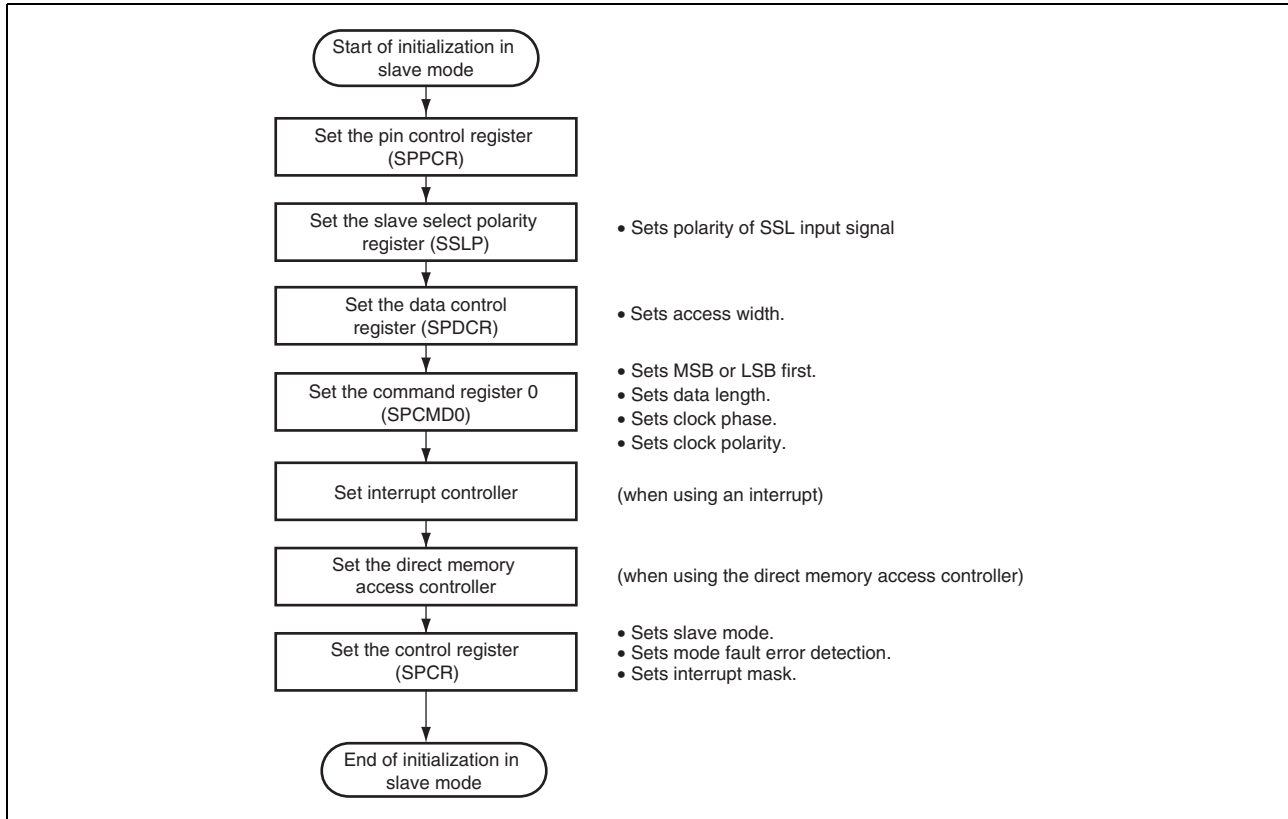 Start of initialization in
slave mode
Set the pin control register
(SPPCR)
Set the slave select polarity
register (SSLP)
• Sets polarity of SSL input signal
Set the data control
register (SPDCR)
• Sets access width.
Set the command register 0
(SPCMD0)
• Sets MSB or LSB first.
• Sets data length.
• Sets clock phase.
• Sets clock polarity.
Set interrupt controller
(when using an interrupt)
Set the direct memory
access controller
(when using the direct memory access controller)
Set the control register
(SPCR)
• Sets slave mode.
• Sets mode fault error detection.
• Sets interrupt mask.
End of initialization in
slave mode